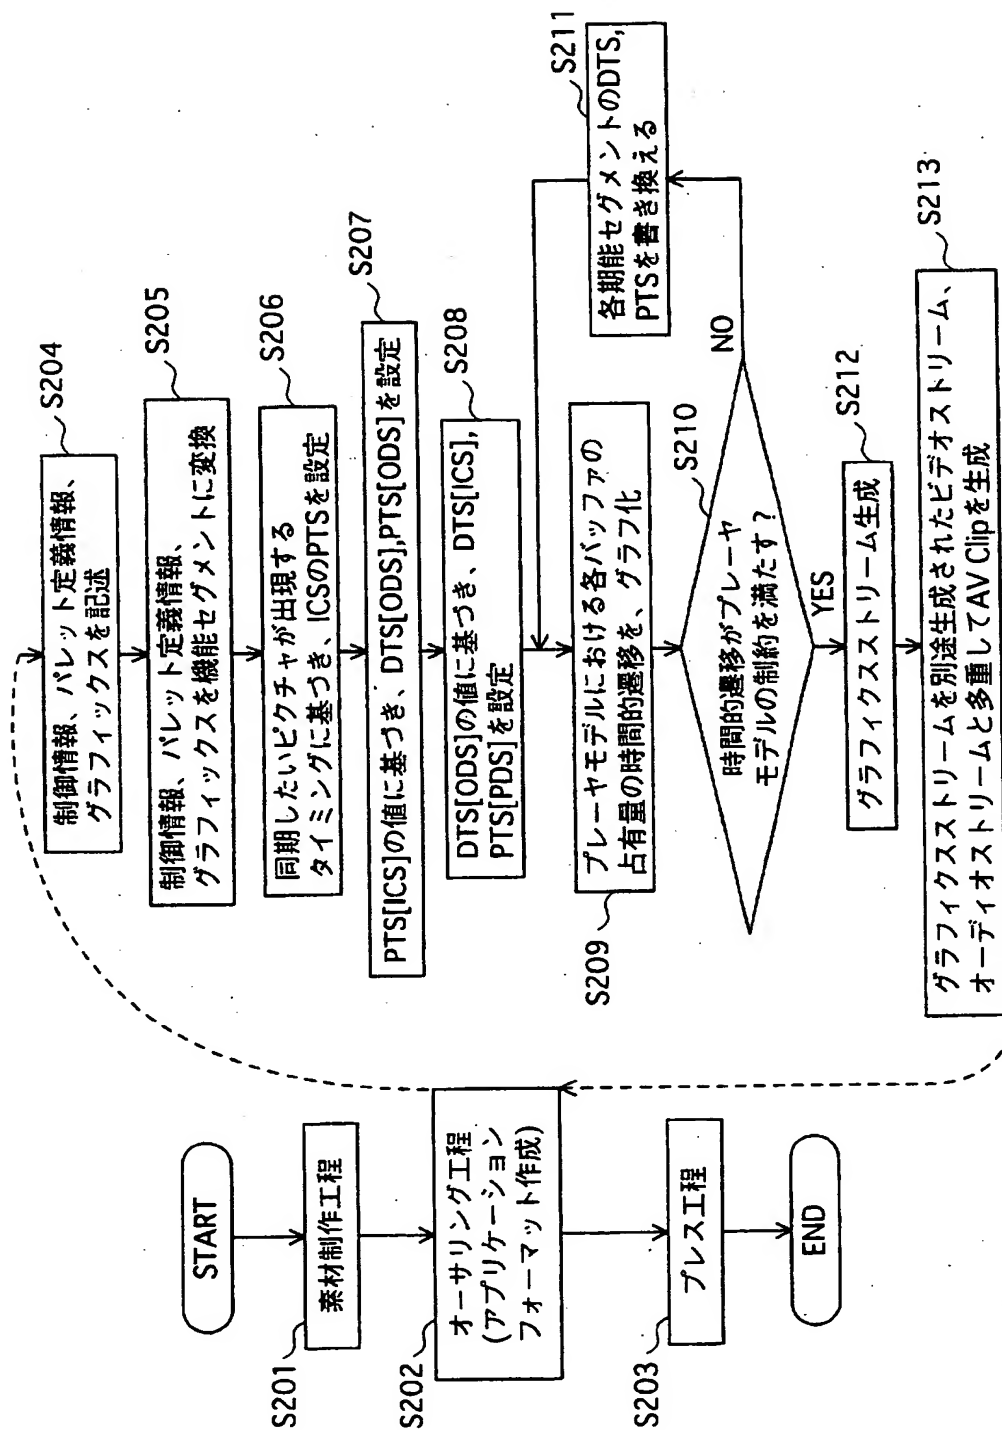 START
S201
素材制作工程
S202
オーサリング工程
(アプリケーション
フォーマット作成)
S203
プレス工程
END
S204
制御情報、パレット定義情報、
グラフィックスを記述
S205
制御情報、パレット定義情報、
グラフィックスを機能セグメントに変換
S206
同期したいピクチャが出現する
タイミングに基づき、ICSのPTSを設定
S207
PTS[ICS]の値に基づき、DTS[ODS],PTS[ODS]を設定
S208
DTS[ODS]の値に基づき、DTS[ICS],
PTS[PDS]を設定
S209
プレーヤモデルにおける各バッファの
占有量の時間的遷移を、グラフ化
S210
時間的遷移がプレーヤ
モデルの制約を満たす？
NO
YES
S211
各期能セグメントのDTS,
PTSを書き換える
S212
グラフィクスストリーム生成
S213
グラフィクスストリームを別途生成されたビデオストリーム、
オーディオストリームと多重してAV Clipを生成